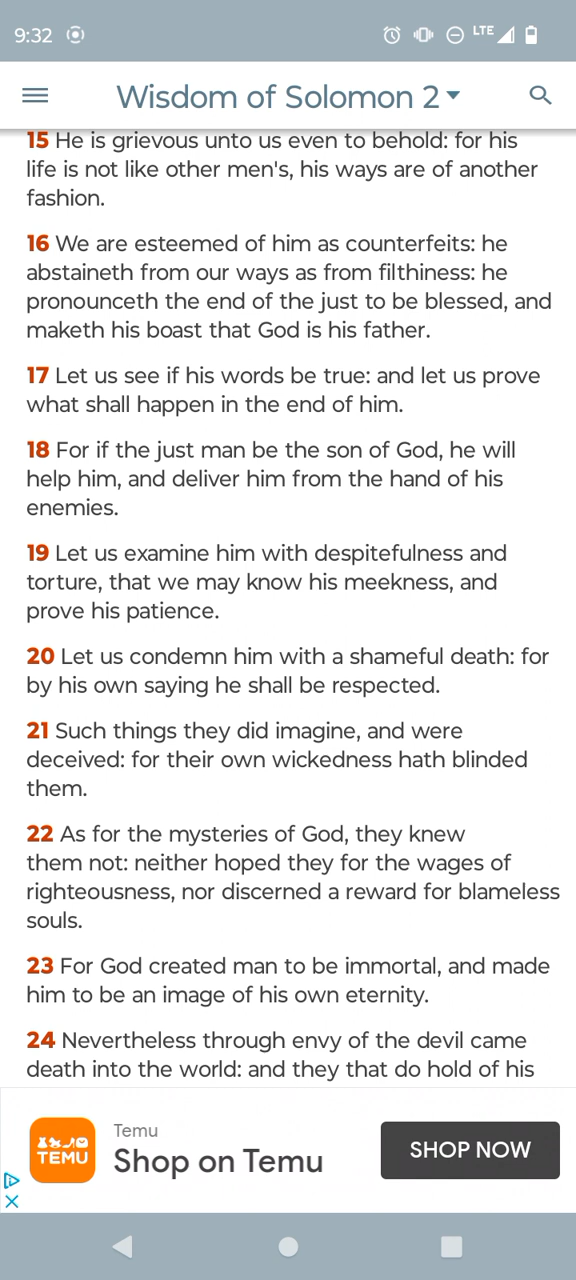 9:32
LTE
Wisdom of Solomon 2
15 He is grievous unto us even to behold: for his
life is not like other men's, his ways are of another
fashion.
16 We are esteemed of him as counterfeits: he
abstaineth from our ways as from filthiness: he
pronounceth the end of the just to be blessed, and
maketh his boast that God is his father.
17 Let us see if his words be true: and let us prove
what shall happen in the end of him.
18 For if the just man be the son of God, he will
help him, and deliver him from the hand of his
enemies.
19 Let us examine him with despitefulness and
torture, that we may know his meekness, and
prove his patience.
20 Let us condemn him with a shameful death: for
by his own saying he shall be respected.
21 Such things they did imagine, and were
deceived: for their own wickedness hath blinded
them.
22 As for the mysteries of God, they knew
them not: neither hoped they for the wages of
righteousness, nor discerned a reward for blameless
souls.
23 For God created man to be immortal, and made
him to be an image of his own eternity.
24 Nevertheless through envy of the devil came
death into the world: and they that do hold of his
TEMU
Temu
Shop on Temu
SHOP NOW